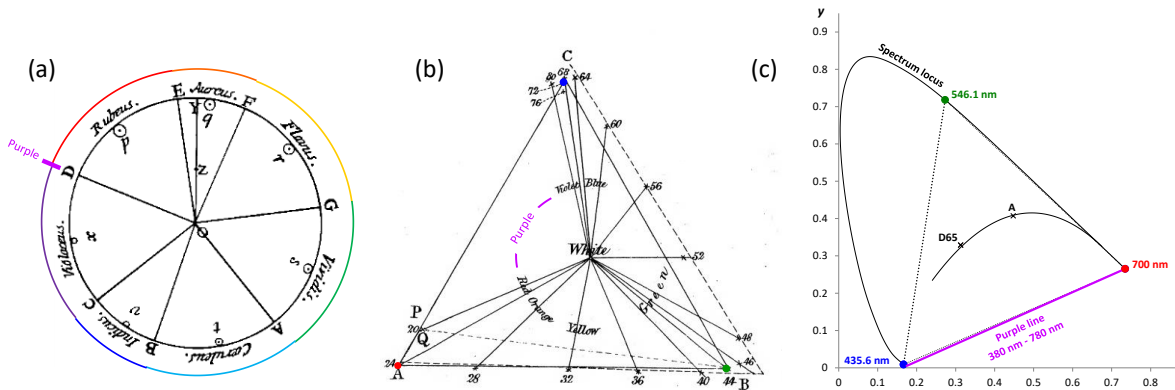 (a)
Purple
D
Rubeus.
p
E
Aureus.
Y
q
F
Flavus.
r
z
G
O
Violaceus.
x
Viridis.
s
C
Indicus.
v
B
Cœruleus.
t
A
(b)
C
80 68 64
72
76
60
Violet Blue
56
Purple
White
52
Red Orange
Green
Yellow
P
20
Q
48
24
46
A
28
32
36
40
44
B
(c)
y
0.9
0.8
0.7
0.6
0.5
0.4
0.3
0.2
0.1
0
Spectrum locus
546.1 nm
A
D65
700 nm
Purple line
380 nm - 780 nm
435.6 nm
0 0.1 0.2 0.3 0.4 0.5 0.6 0.7 0.8